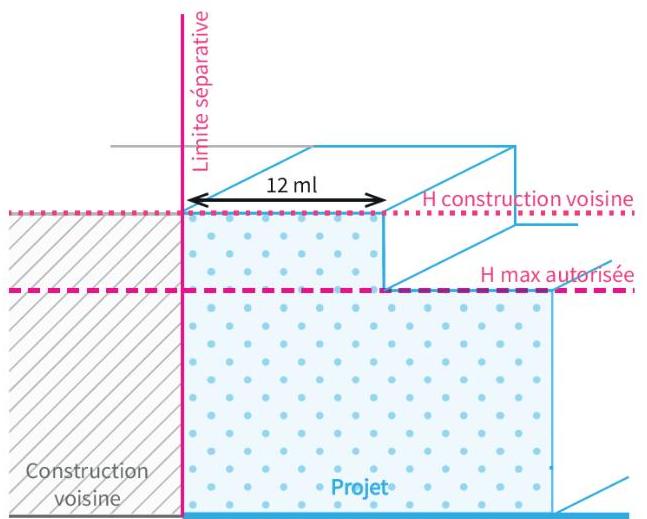 Limite séparative
12 ml
H construction voisine
H max autorisée
Construction
voisine
Projet